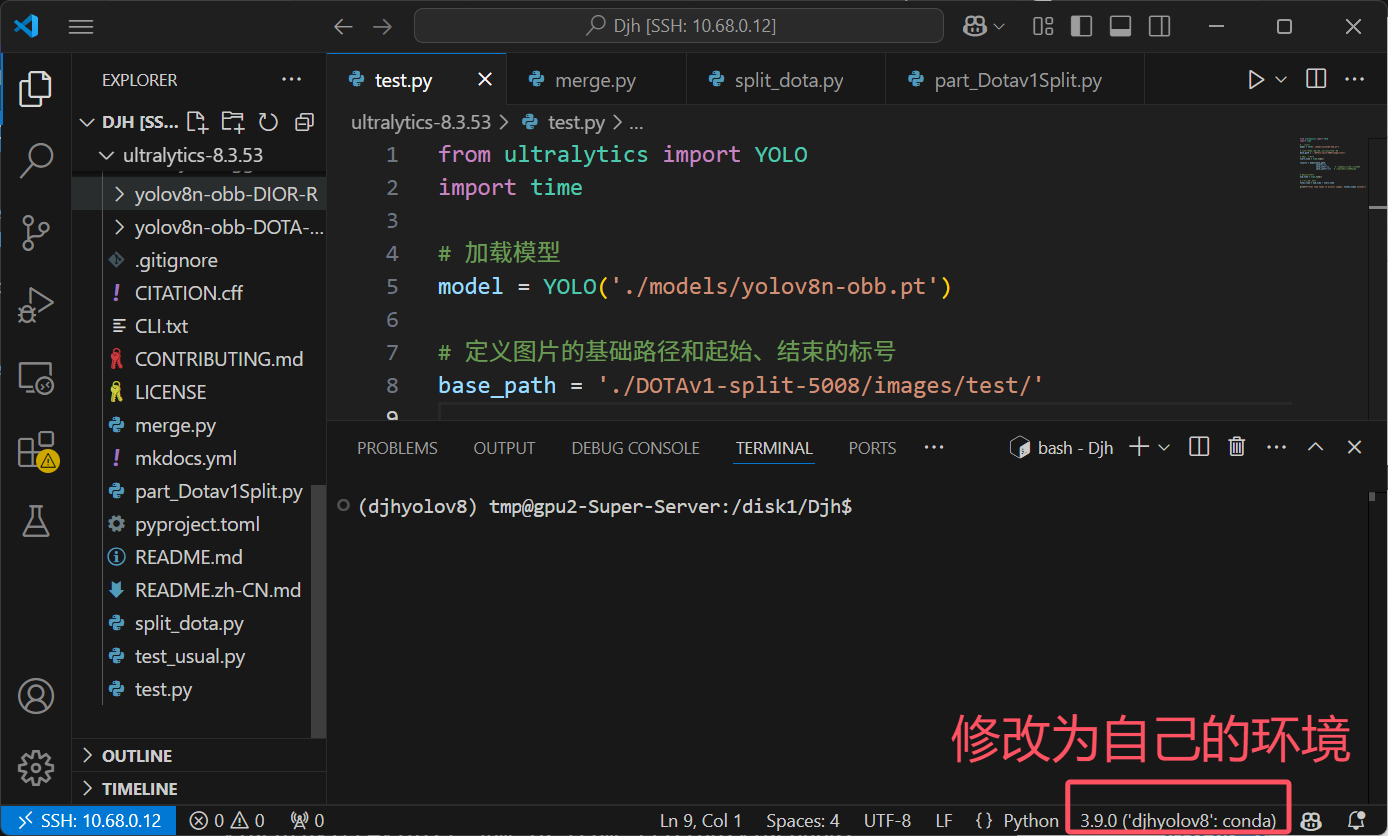 Djh [SSH: 10.68.0.12]
EXPLORER
test.py
merge.py
split_dota.py
part_Dotav1Split.py
DJH [SS...
ultralytics-8.3.53 > test.py > ...
ultralytics-8.3.53
yolov8n-obb-DIOR-R
yolov8n-obb-DOTA-...
.gitignore
CITATION.cff
CLI.txt
CONTRIBUTING.md
LICENSE
merge.py
mkdocs.yml
part_Dotav1Split.py
pyproject.toml
README.md
README.zh-CN.md
split_dota.py
test_usual.py
test.py
OUTLINE
TIMELINE
1 from ultralytics import YOLO
2 import time
3
4 # 加载模型
5 model = YOLO('./models/yolov8n-obb.pt')
6
7 # 定义图片的基础路径和起始、结束的标号
8 base_path = './DOTAv1-split-5008/images/test/'
9
PROBLEMS OUTPUT DEBUG CONSOLE TERMINAL PORTS ... bash - Djh
(djhyolov8) tmp@gpu2-Super-Server:/disk1/Djh$
修改为自己的环境
SSH: 10.68.0.12 0 0 0 Ln 9, Col 1 Spaces: 4 UTF-8 LF {} Python 3.9.0 ('djhyolov8': conda)